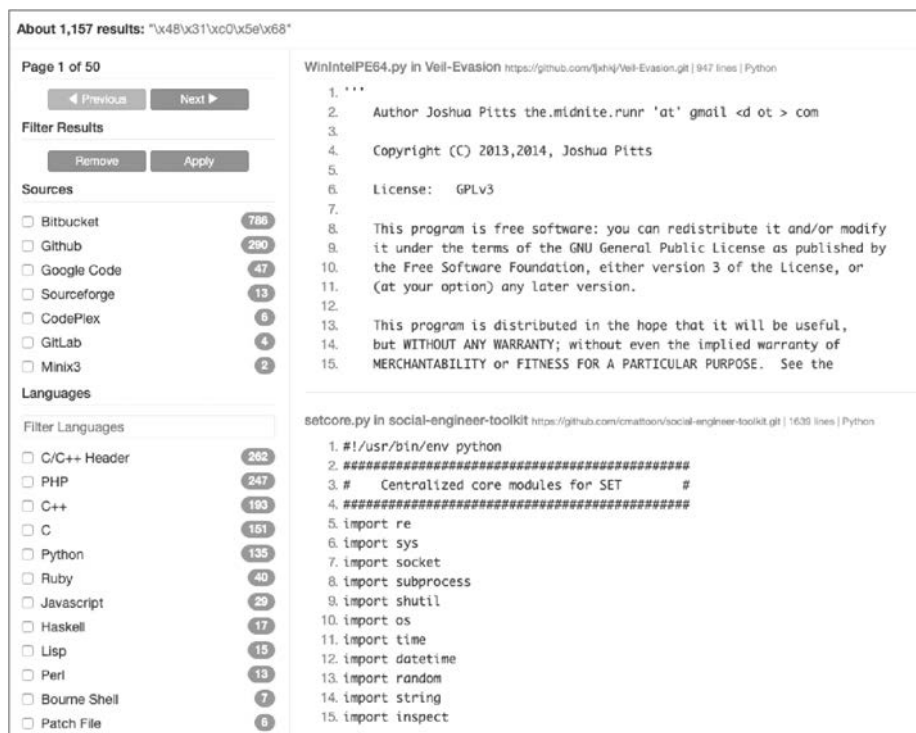 About 1,157 results: "\x48\x31\xc0\x5e\x68"
Page 1 of 50
◀ Previous
Next ▶
Filter Results
Remove
Apply
Sources
Bitbucket 786
Github 290
Google Code 47
Sourceforge 13
CodePlex 6
GitLab 4
Minix3 2
Languages
Filter Languages
C/C++ Header 262
PHP 247
C++ 193
C 151
Python 135
Ruby 40
Javascript 29
Haskell 17
Lisp 15
Perl 13
Bourne Shell 7
Patch File 6
WinIntelPE64.py in Veil-Evasion https://github.com/fjxhkj/Veil-Evasion.git | 947 lines | Python
1. '''
2. Author Joshua Pitts the.midnite.runr 'at' gmail <d ot > com
3.
4. Copyright (C) 2013,2014, Joshua Pitts
5.
6. License: GPLv3
7.
8. This program is free software: you can redistribute it and/or modify
9. it under the terms of the GNU General Public License as published by
10. the Free Software Foundation, either version 3 of the License, or
11. (at your option) any later version.
12.
13. This program is distributed in the hope that it will be useful,
14. but WITHOUT ANY WARRANTY; without even the implied warranty of
15. MERCHANTABILITY or FITNESS FOR A PARTICULAR PURPOSE. See the
setcore.py in social-engineer-toolkit https://github.com/cmattoon/social-engineer-toolkit.git | 1639 lines | Python
1. #!/usr/bin/env python
2. ##############################################
3. # Centralized core modules for SET #
4. ##############################################
5. import re
6. import sys
7. import socket
8. import subprocess
9. import shutil
10. import os
11. import time
12. import datetime
13. import random
14. import string
15. import inspect